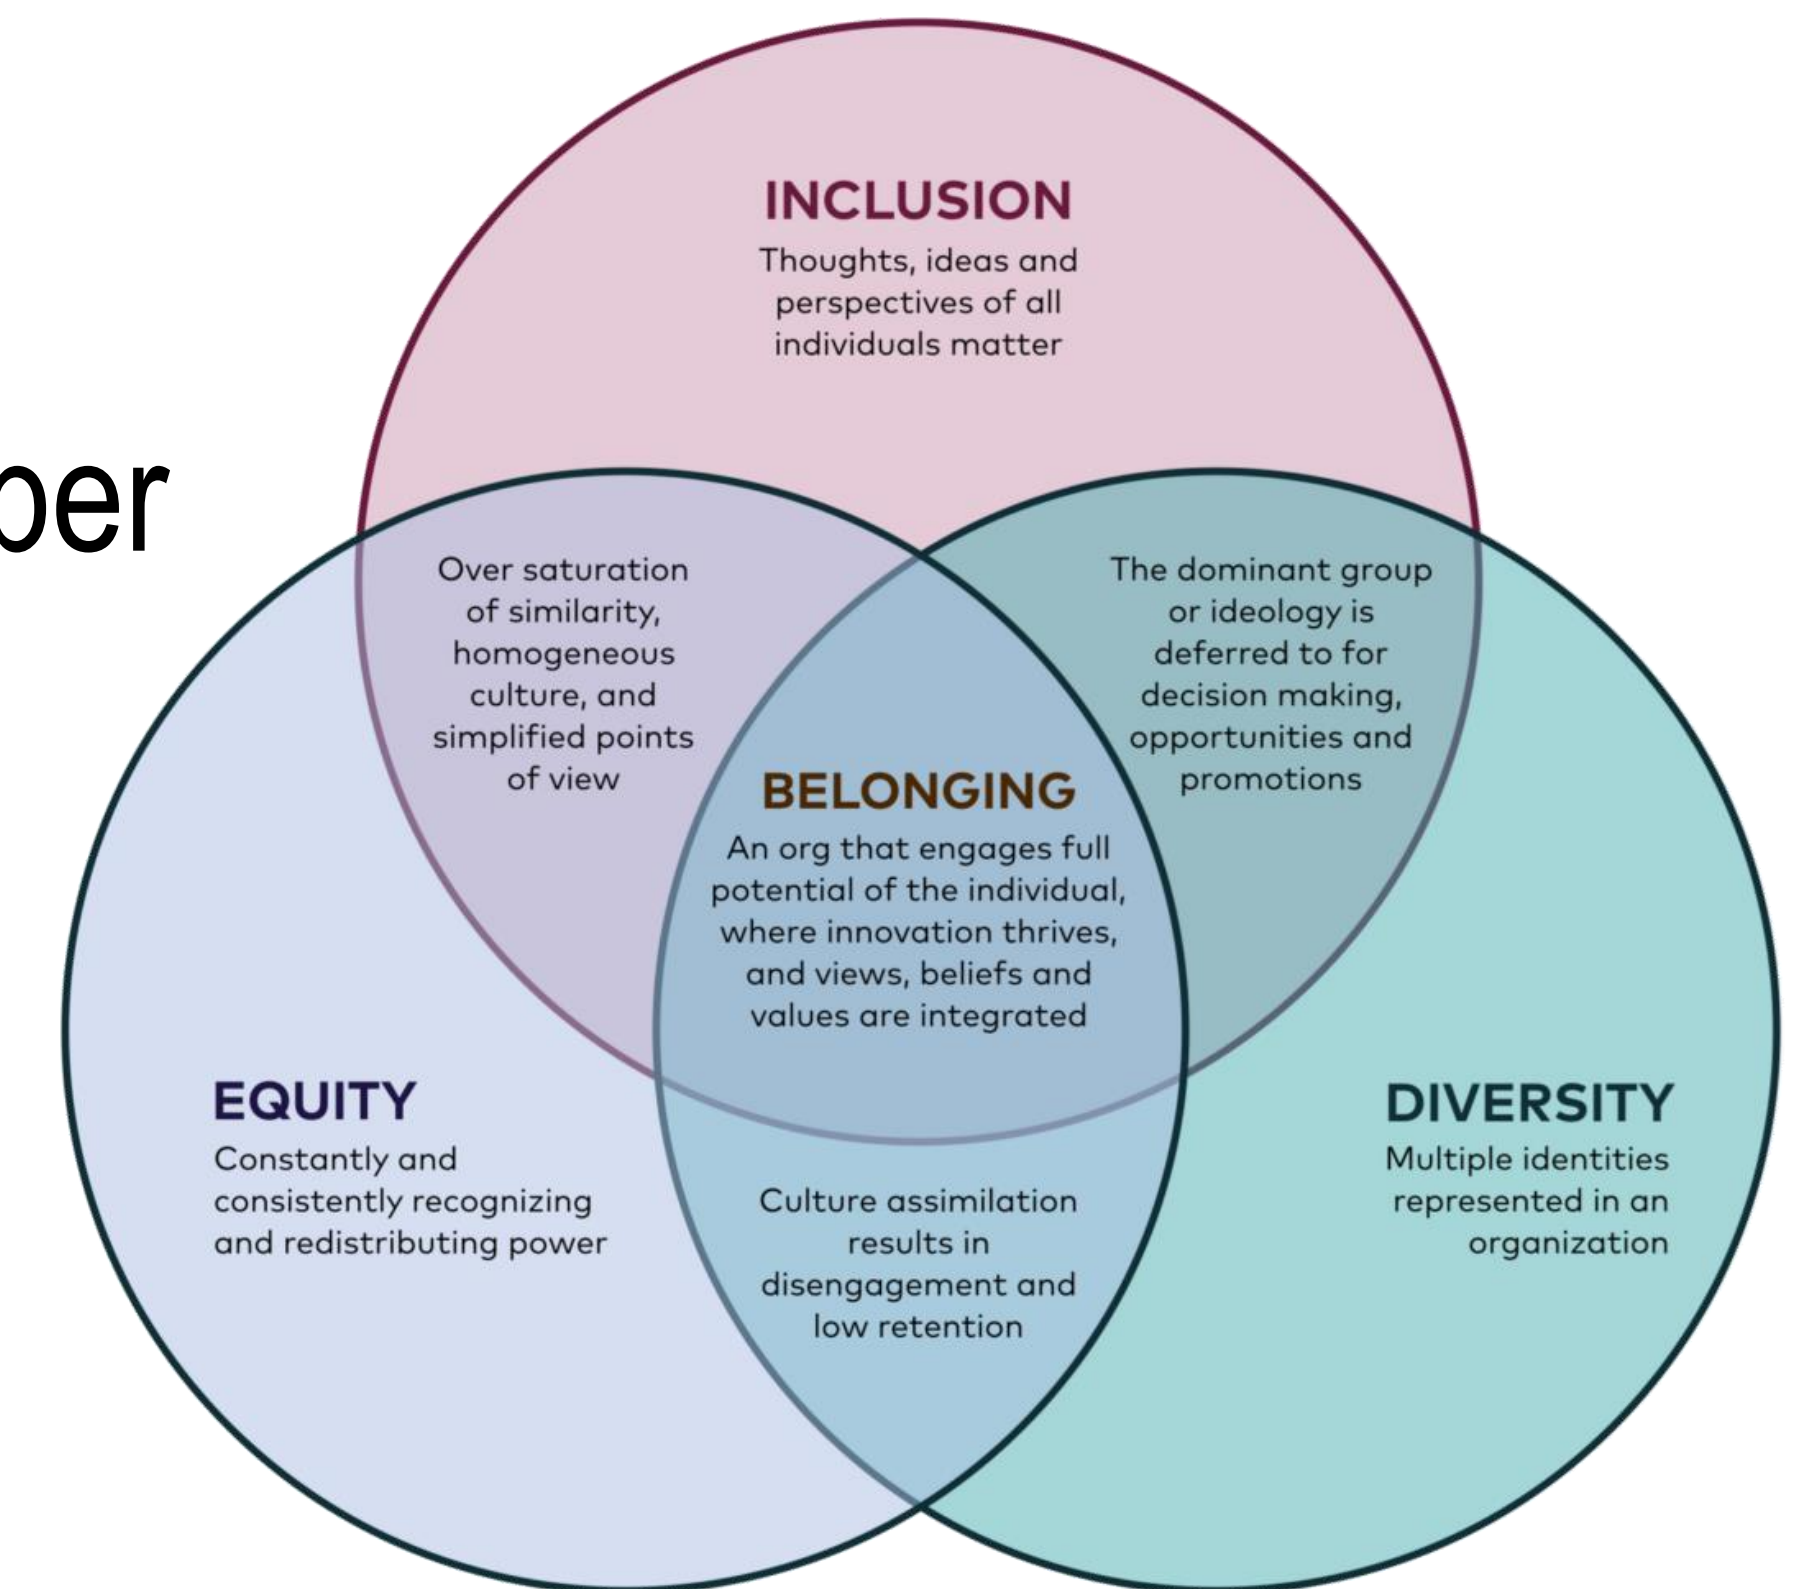 INCLUSION
Thoughts, ideas and
perspectives of all
individuals matter
per
Over saturation
of similarity,
homogeneous
culture, and
simplified points
of view
The dominant group
or ideology is
deferred to for
decision making,
opportunities and
promotions
BELONGING
An org that engages full
potential of the individual,
where innovation thrives,
and views, beliefs and
values are integrated
EQUITY
Constantly and
consistently recognizing
and redistributing power
DIVERSITY
Multiple identities
represented in an
organization
Culture assimilation
results in
disengagement and
low retention